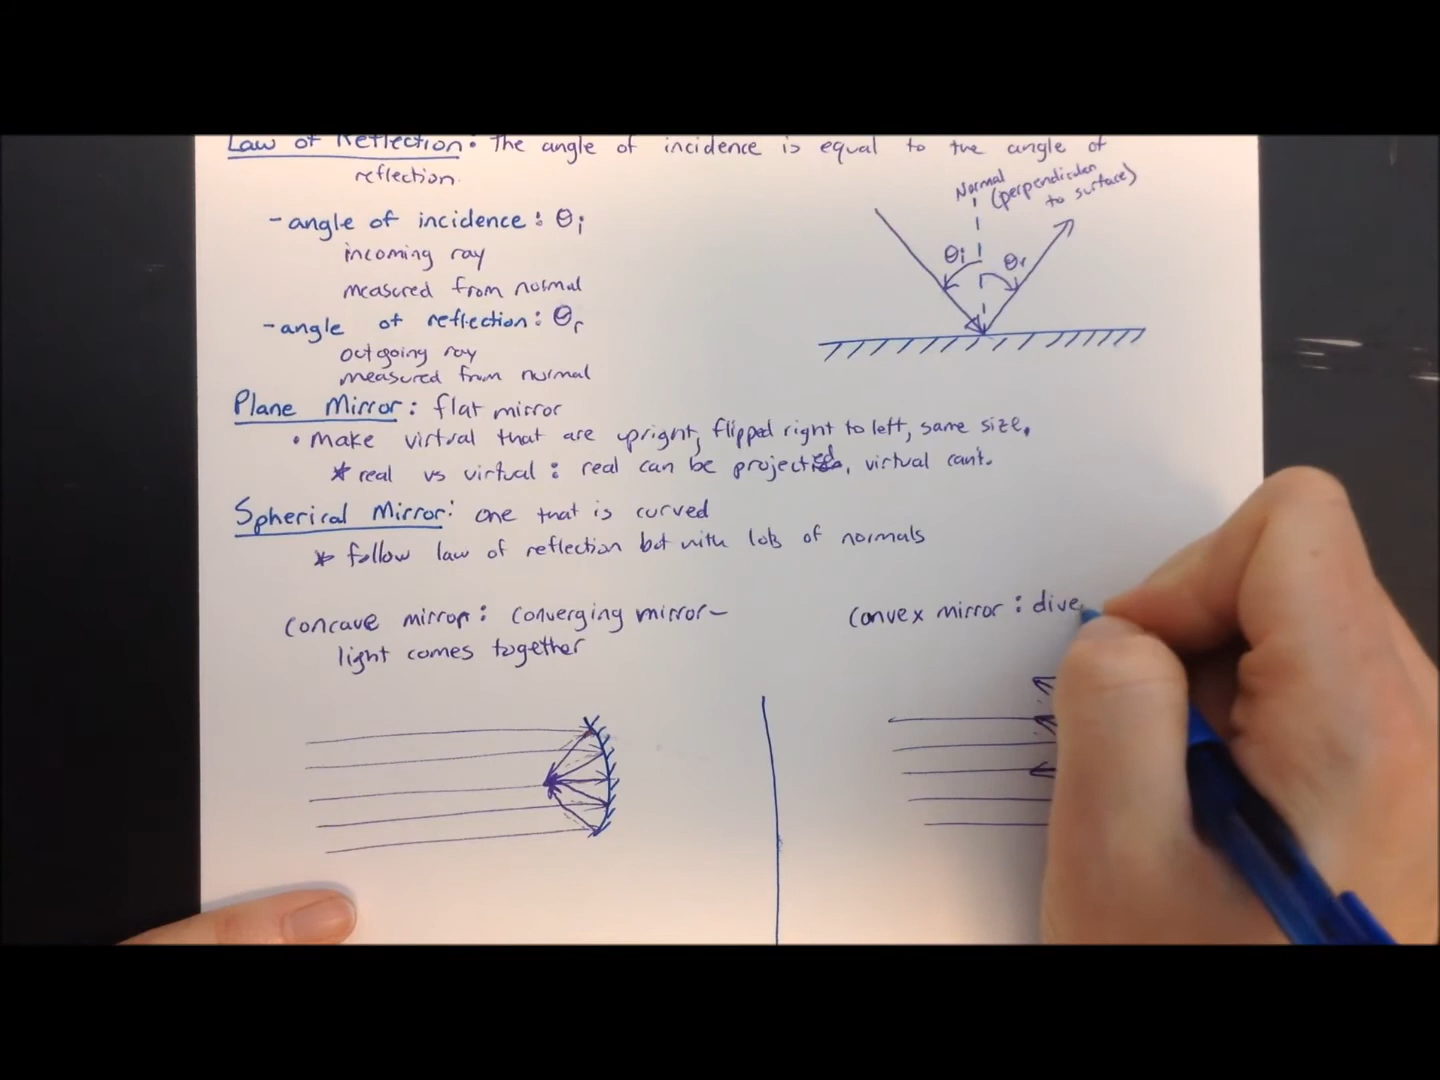 Law of Reflection: The angle of incidence is equal to the angle of
reflection.
Normal
(perpendicular
to surface)
- angle of incidence: θi
incoming ray
measured from normal
θi
θr
- angle of reflection: θr
outgoing ray
measured from normal
Plane Mirror: flat mirror
• Make virtual that are upright, flipped right to left, same size.
* real vs virtual: real can be projected, virtual can't.
Spherical Mirror: one that is curved
* follow law of reflection but with lots of normals
concave mirror: converging mirror-
light comes together
convex mirror: dive